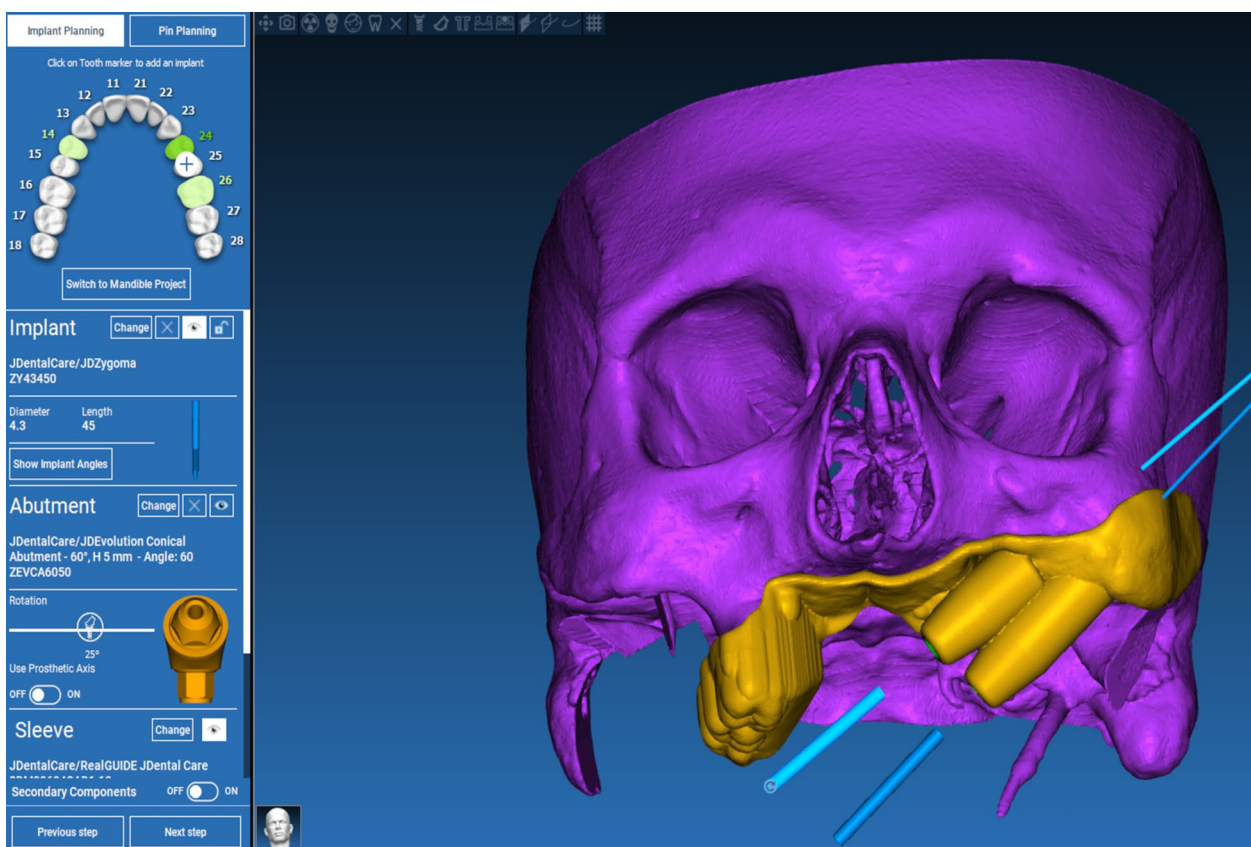 Implant Planning Pin Planning
Click on Tooth marker to add an implant
11 21
12 22
13 23
14 24
15 25
16 26
17 27
18 28
Switch to Mandible Project
Implant Change
JDentalCare/JDZygoma
ZY43450
Diameter Length
4.3 45
Show Implant Angles
Abutment Change
JDentalCare/JDEvolution Conical
Abutment - 60°, H 5 mm - Angle: 60
ZEVCA6050
Rotation
25°
Use Prosthetic Axis
OFF ON
Sleeve Change
JDentalCare/RealGUIDE JDental Care
Secondary Components OFF ON
Previous step Next step